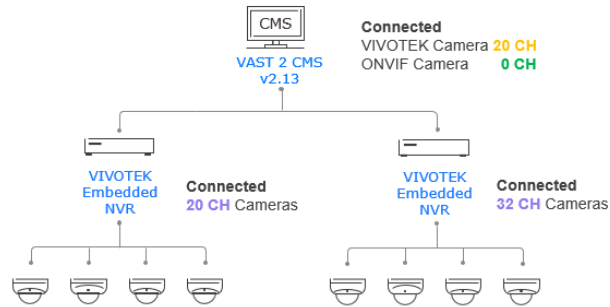 CMS
VAST 2 CMS
v2.13
Connected
VIVOTEK Camera 20 CH
ONVIF Camera 0 CH
VIVOTEK
Embedded
NVR
Connected
20 CH Cameras
VIVOTEK
Embedded
NVR
Connected
32 CH Cameras